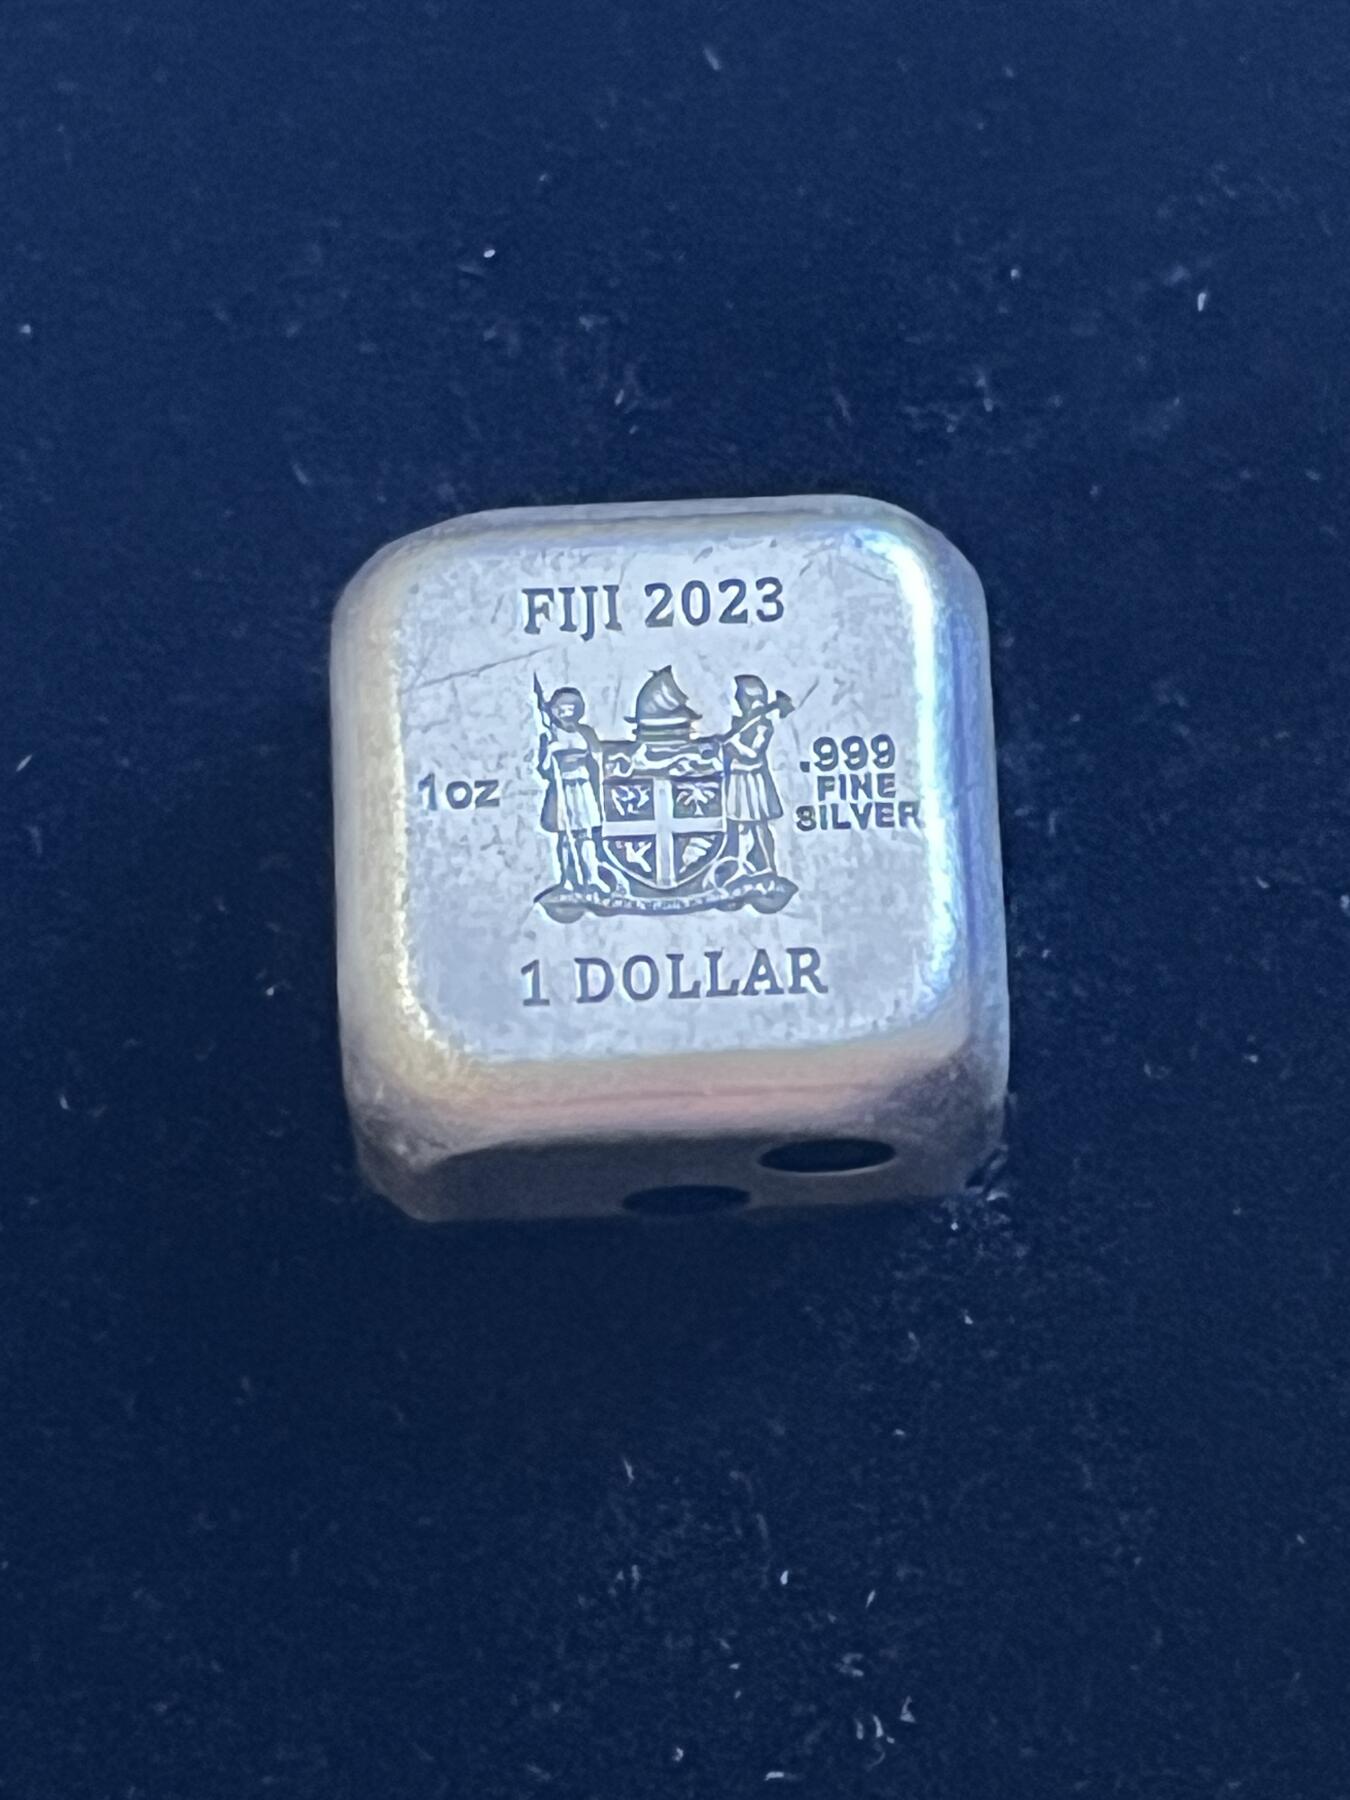 FIJI 2023
1oz
.999
FINE
SILVER
1 DOLLAR